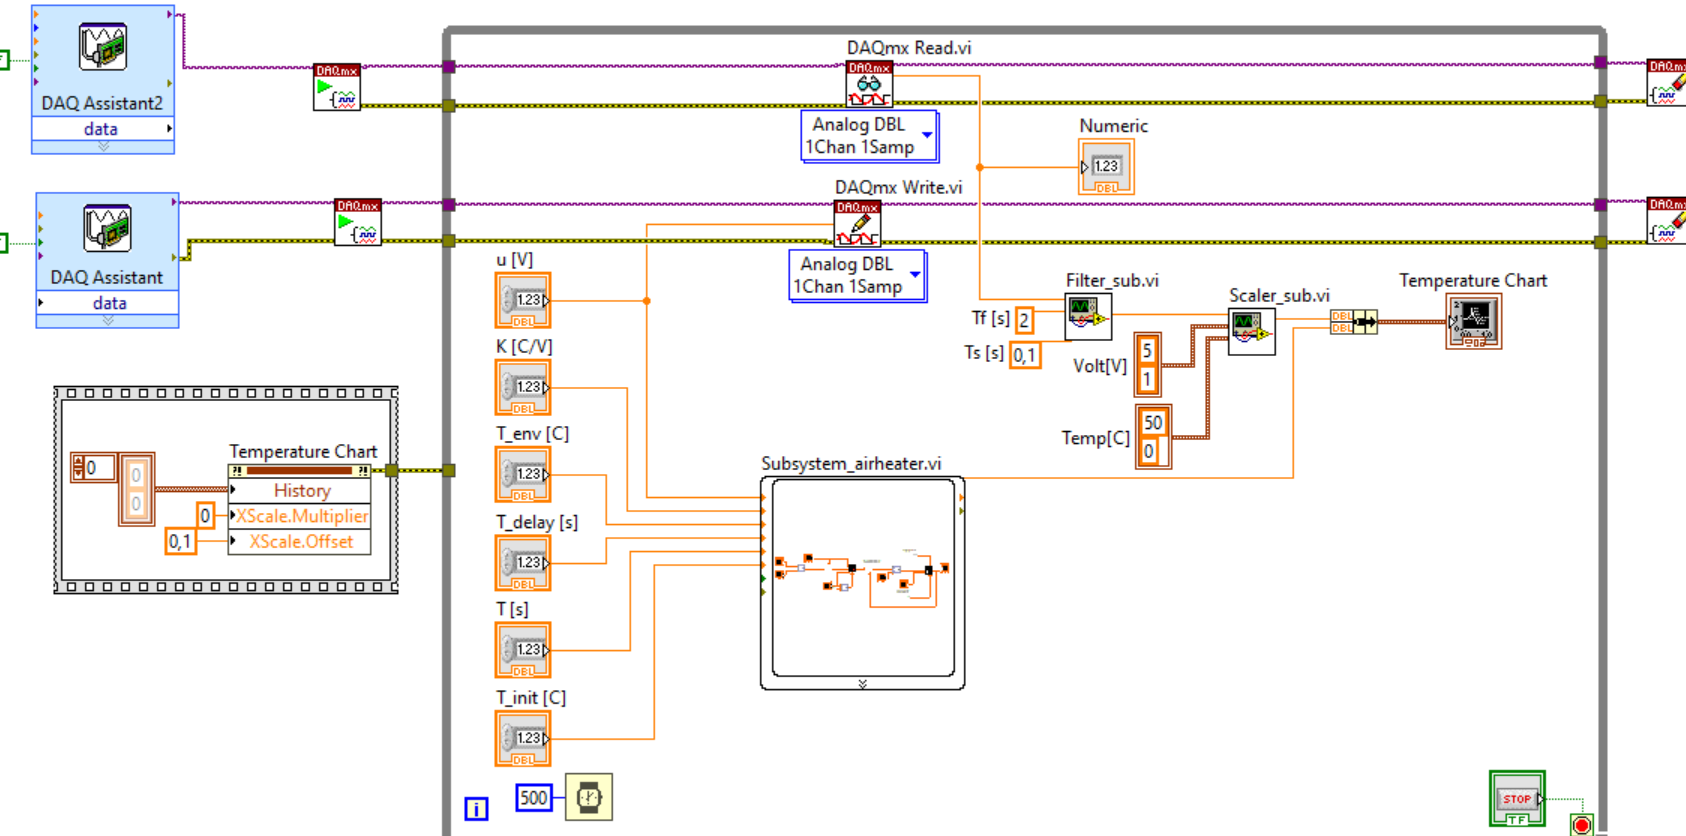 DAQ Assistant2
data
DAQmx
DAQmx Read.vi
DAQmx
Analog DBL
1Chan 1Samp
Numeric
1.23
DBL
DAQmx
DAQ Assistant
data
DAQmx
DAQmx Write.vi
DAQmx
Analog DBL
1Chan 1Samp
DAQmx
u [V]
1.23
DBL
K [C/V]
1.23
DBL
T_env [C]
1.23
DBL
T_delay [s]
1.23
DBL
T [s]
1.23
DBL
T_init [C]
1.23
DBL
Filter_sub.vi
Tf [s] 2
Ts [s] 0,1
Scaler_sub.vi
Volt[V]
5
1
Temp[C]
50
0
DBL
DBL
Temperature Chart
Temperature Chart
0
0
0
History
0
XScale.Multiplier
0,1
XScale.Offset
Subsystem_airheater.vi
i
500
STOP
TF